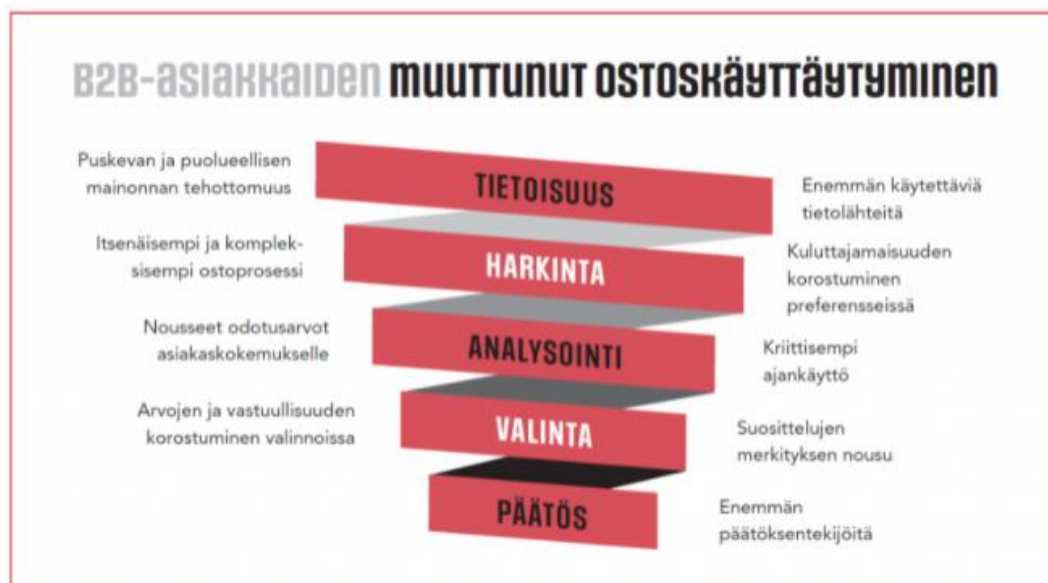 B2B-asiakkaiden muuttunut ostoskäyttäytyminen
Puskevan ja puolueellisen
mainonnan tehottomuus
TIETOISUUS
Enemmän käytettäviä
tietolähteitä
Itsenäisempi ja komplek-
sisempi ostoprosessi
HARKINTA
Kuluttajamaisuuden
korostuminen
preferensseissä
Nousseet odotusarvot
asiakaskokemukselle
ANALYSOINTI
Kriittisempi
ajankäyttö
Arvojen ja vastuullisuuden
korostuminen valinnoissa
VALINTA
Suosittelujen
merkityksen nousu
PÄÄTÖS
Enemmän
päätöksentekijöitä